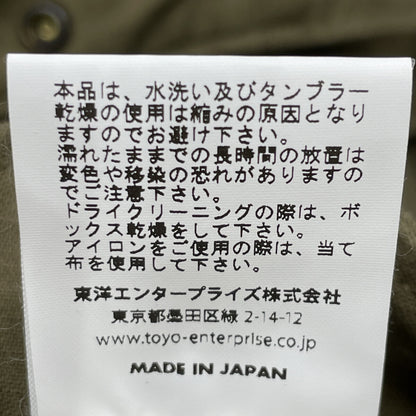 本品は、水洗い及びタンブラー
乾燥の使用は縮みの原因となり
ますのでお避け下さい。
濡れたままでの長時間の放置は
変色や移染の恐れがありますの
でご注意下さい。
ドライクリーニングの際は、ボ
ックス乾燥をして下さい。
アイロンをご使用の際は、当て
布を使用して下さい。
東洋エンタープライズ株式会社
東京都墨田区緑 2-14-12
www.toyo-enterprise.co.jp
MADE IN JAPAN